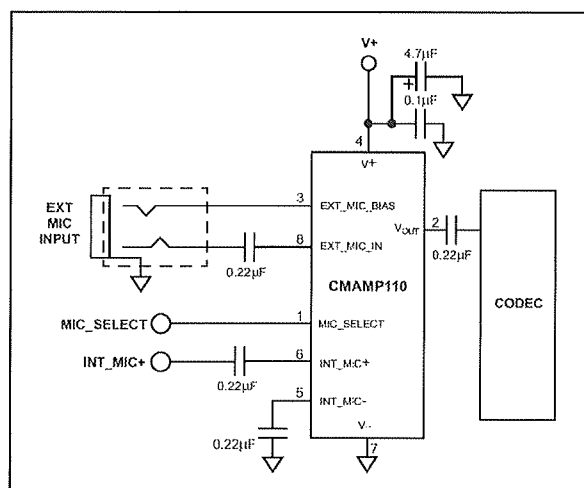 V+
4.7µF
+
0.1µF
4
V+
EXT
MIC
INPUT
3
EXT_MIC_BIAS
8
EXT_MIC_IN
0.22µF
VOUT
2
0.22µF
CMAMP110
CODEC
MIC_SELECT
1
MIC_SELECT
INT_MIC+
0.22µF
6
INT_MIC+
5
INT_MIC-
0.22µF
V-
7